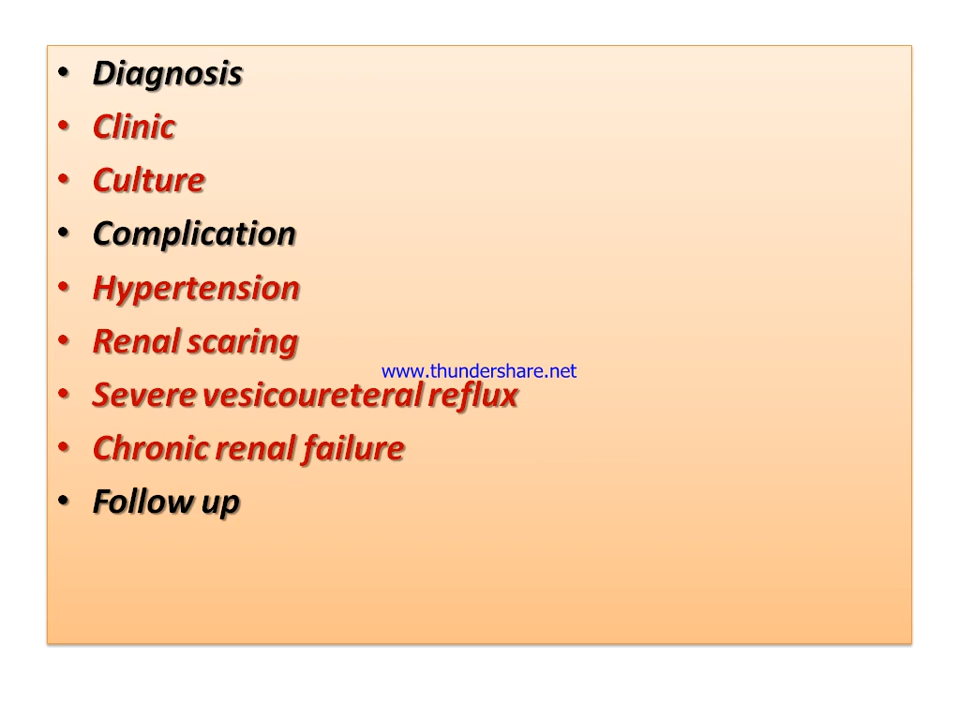 • Diagnosis
• Clinic
• Culture
• Complication
• Hypertension
• Renal scaring
www.thundershare.net
• Severe vesicoureteral reflux
• Chronic renal failure
• Follow up